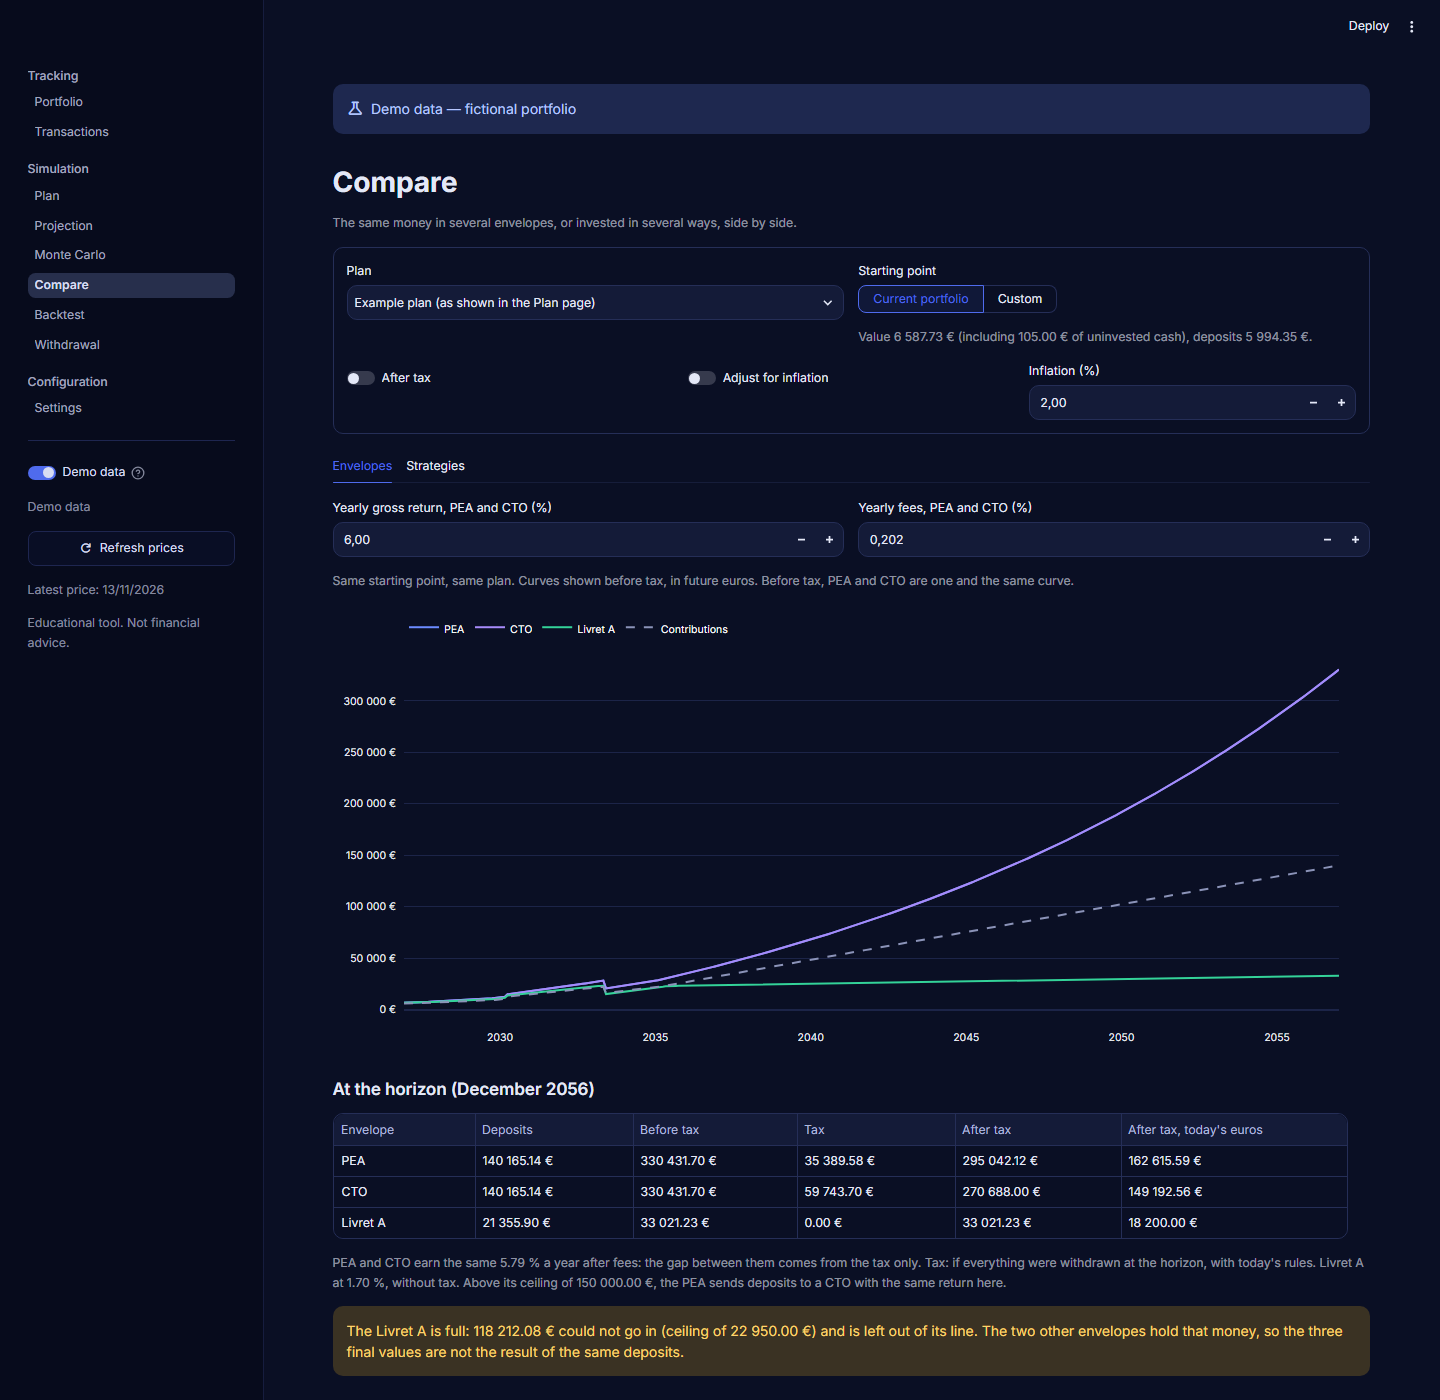 Deploy
Tracking
Portfolio
Transactions
Simulation
Plan
Projection
Monte Carlo
Compare
Backtest
Withdrawal
Configuration
Settings
Demo data
Demo data
Refresh prices
Latest price: 13/11/2026
Educational tool. Not financial
advice.
Demo data — fictional portfolio
Compare
The same money in several envelopes, or invested in several ways, side by side.
Plan
Example plan (as shown in the Plan page)
Starting point
Current portfolio Custom
Value 6 587.73 € (including 105.00 € of uninvested cash), deposits 5 994.35 €.
After tax
Adjust for inflation
Inflation (%)
2,00
Envelopes Strategies
Yearly gross return, PEA and CTO (%)
6,00
Yearly fees, PEA and CTO (%)
0,202
Same starting point, same plan. Curves shown before tax, in future euros. Before tax, PEA and CTO are one and the same curve.
PEA CTO Livret A Contributions
300 000 €
250 000 €
200 000 €
150 000 €
100 000 €
50 000 €
0 €
2030 2035 2040 2045 2050 2055
At the horizon (December 2056)
Envelope Deposits Before tax Tax After tax After tax, today's euros
PEA 140 165.14 € 330 431.70 € 35 389.58 € 295 042.12 € 162 615.59 €
CTO 140 165.14 € 330 431.70 € 59 743.70 € 270 688.00 € 149 192.56 €
Livret A 21 355.90 € 33 021.23 € 0.00 € 33 021.23 € 18 200.00 €
PEA and CTO earn the same 5.79 % a year after fees: the gap between them comes from the tax only. Tax: if everything were withdrawn at the horizon, with today's rules. Livret A
at 1.70 %, without tax. Above its ceiling of 150 000.00 €, the PEA sends deposits to a CTO with the same return here.
The Livret A is full: 118 212.08 € could not go in (ceiling of 22 950.00 €) and is left out of its line. The two other envelopes hold that money, so the three
final values are not the result of the same deposits.